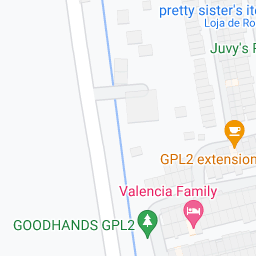 pretty sister's ite
Loja de Ro
Juvy's
GPL2 extension
Valencia Family
GOODHANDS GPL2